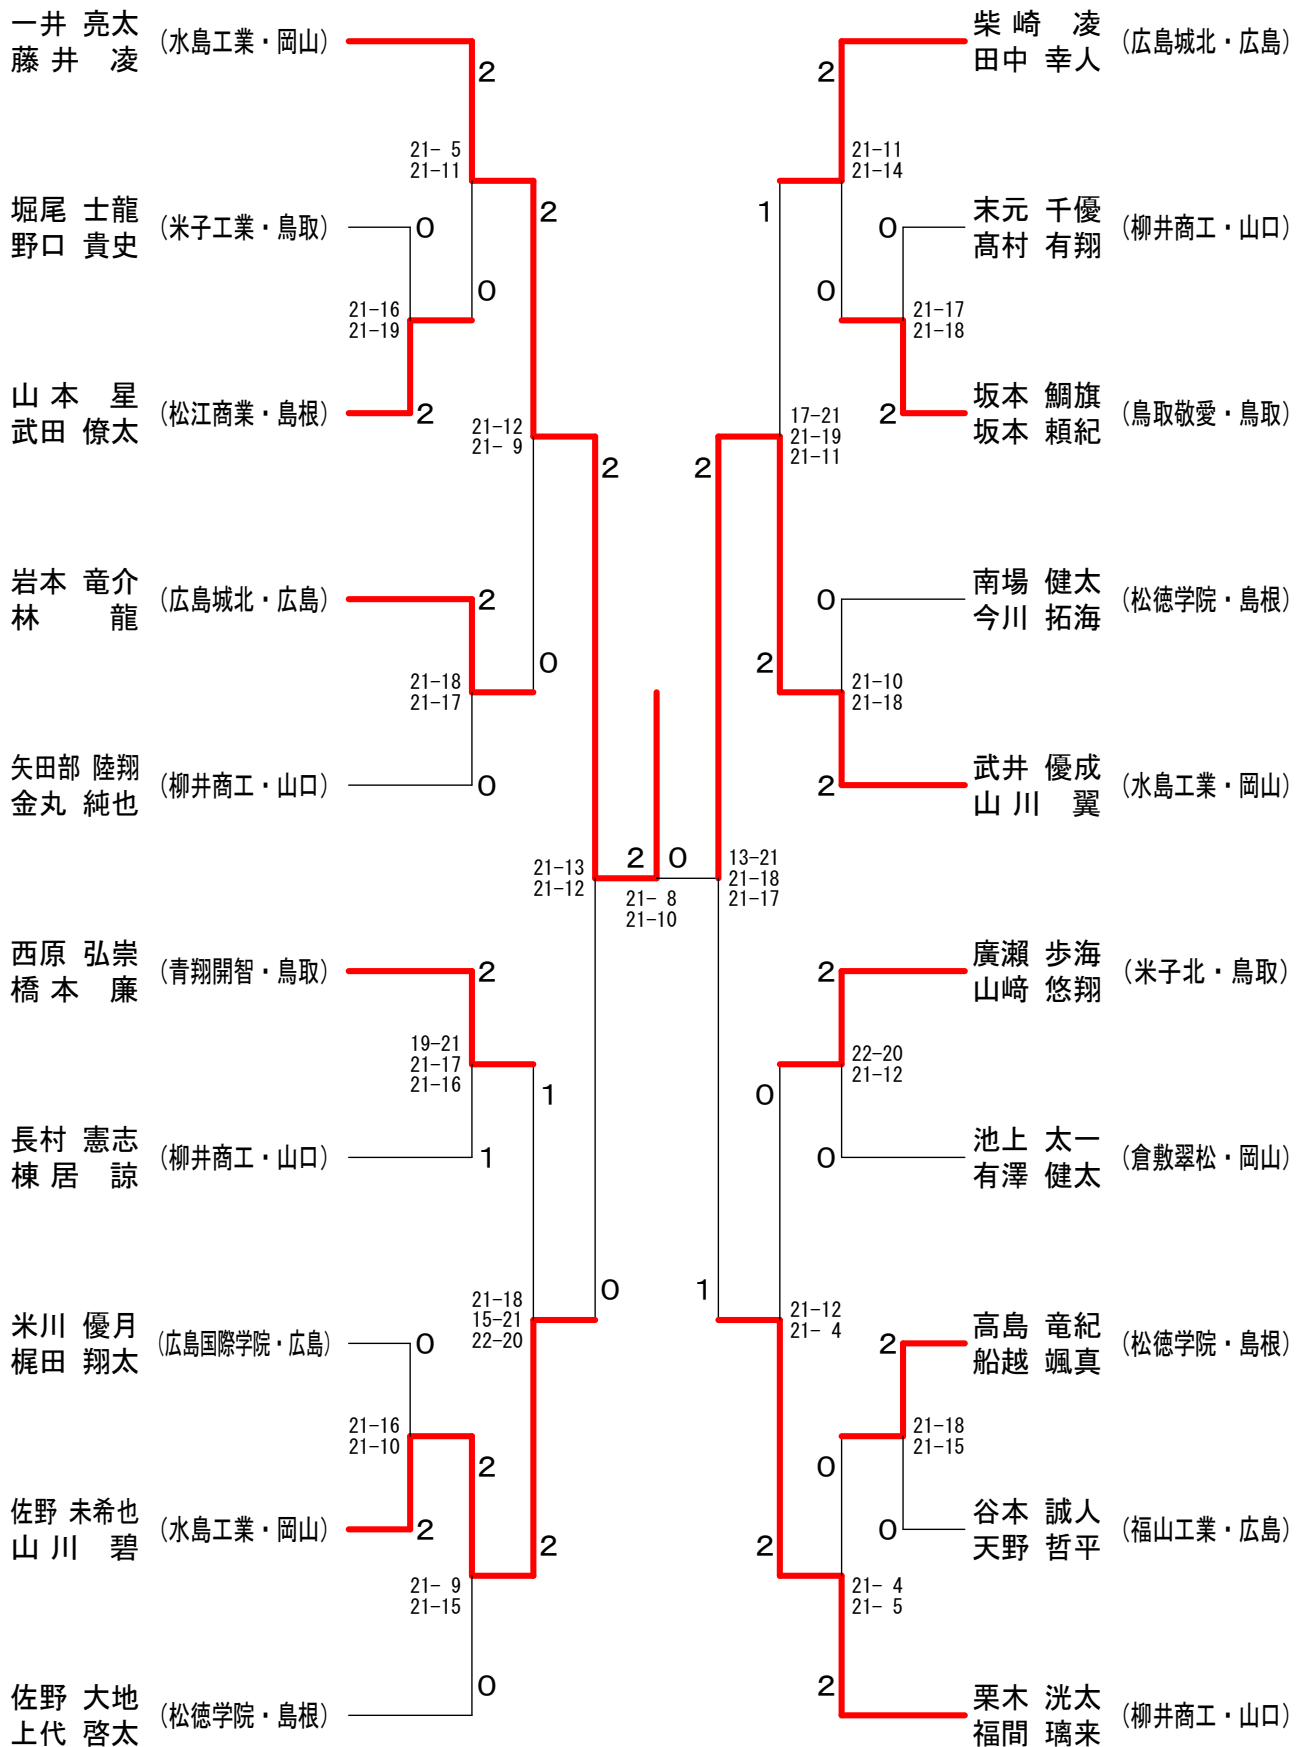 一井 亮太
藤井 凌
(水島工業・岡山)
2
21- 5
21-11
2
堀尾 士龍
野口 貴史
(米子工業・鳥取)
0
0
21-16
21-19
山本 星
武田 僚太
(松江商業・島根)
2
21-12
21- 9
2
岩本 竜介
林 龍
(広島城北・広島)
2
0
21-18
21-17
矢田部 陸翔
金丸 純也
(柳井商工・山口)
0
21-13
21-12
2
0
21- 8
21-10
西原 弘崇
橋本 廉
(青翔開智・鳥取)
2
19-21
21-17
21-16
1
長村 憲志
棟居 諒
(柳井商工・山口)
1
0
21-18
15-21
22-20
米川 優月
梶田 翔太
(広島国際学院・広島)
0
21-16
21-10
2
佐野 未希也
山川 碧
(水島工業・岡山)
2
2
21- 9
21-15
佐野 大地
上代 啓太
(松徳学院・島根)
0
柴崎 凌
田中 幸人
(広島城北・広島)
2
21-11
21-14
1
末元 千優
髙村 有翔
(柳井商工・山口)
0
0
21-17
21-18
坂本 鯛旗
坂本 頼紀
(鳥取敬愛・鳥取)
2
17-21
21-19
21-11
2
南場 健太
今川 拓海
(松徳学院・島根)
0
2
21-10
21-18
武井 優成
山川 翼
(水島工業・岡山)
2
13-21
21-18
21-17
廣瀬 歩海
山﨑 悠翔
(米子北・鳥取)
2
22-20
21-12
0
池上 太一
有澤 健太
(倉敷翠松・岡山)
0
1
21-12
21- 4
高島 竜紀
船越 颯真
(松徳学院・島根)
2
21-18
21-15
0
谷本 誠人
天野 哲平
(福山工業・広島)
0
2
21- 4
21- 5
栗木 洸太
福間 璃来
(柳井商工・山口)
2